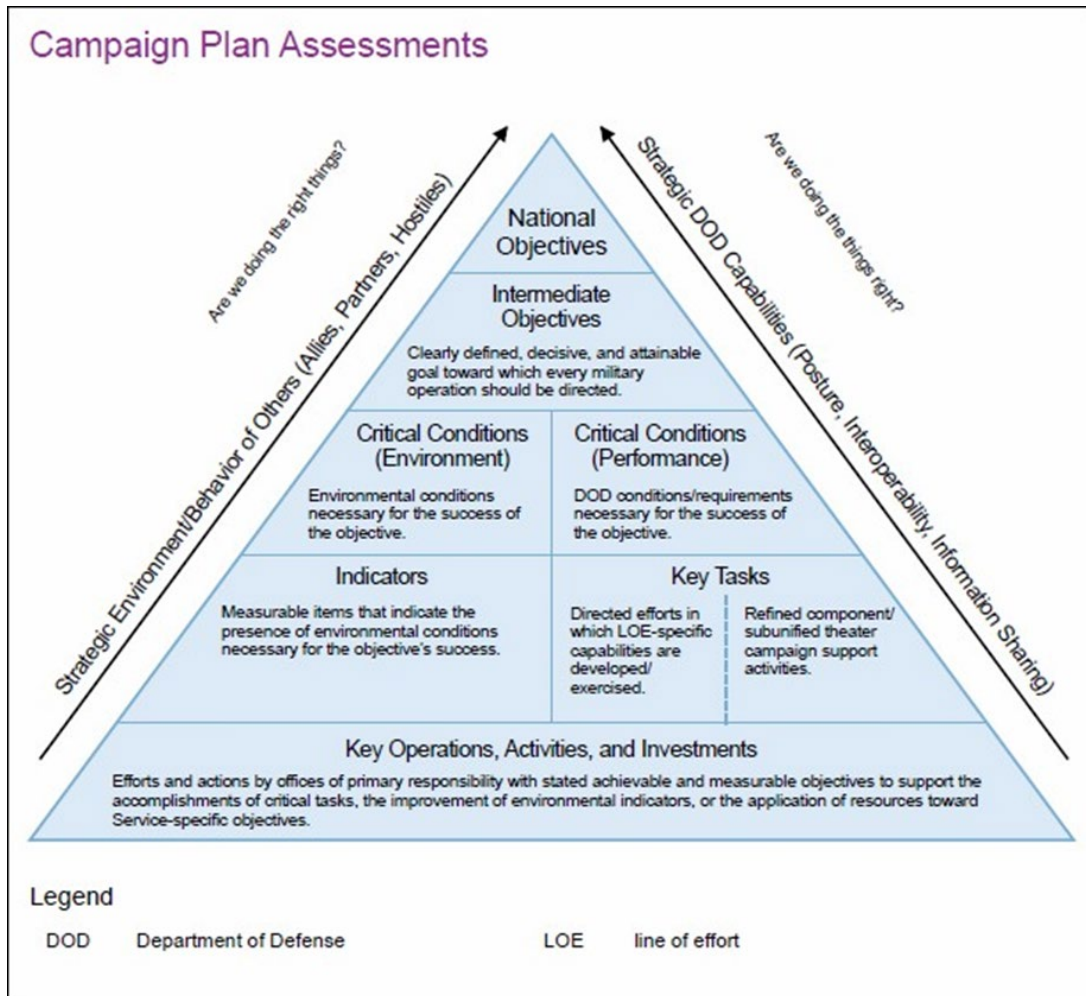 Campaign Plan Assessments
Are we doing the right things?
Strategic Environment/Behavior of Others (Allies, Partners, Hostiles)
Strategic DOD Capabilities (Posture, Interoperability, Information Sharing)
Are we doing the things right?
National
Objectives
Intermediate
Objectives
Clearly defined, decisive, and attainable
goal toward which every military
operation should be directed.
Critical Conditions
(Environment)
Environmental conditions
necessary for the success of
the objective.
Critical Conditions
(Performance)
DOD conditions/requirements
necessary for the success of
the objective.
Indicators
Measurable items that indicate the
presence of environmental conditions
necessary for the objective's success.
Key Tasks
Directed efforts in
which LOE-specific
capabilities are
developed/
exercised.
Refined component/
subunified theater
campaign support
activities.
Key Operations, Activities, and Investments
Efforts and actions by offices of primary responsibility with stated achievable and measurable objectives to support the
accomplishments of critical tasks, the improvement of environmental indicators, or the application of resources toward
Service-specific objectives.
Legend
DOD Department of Defense
LOE line of effort